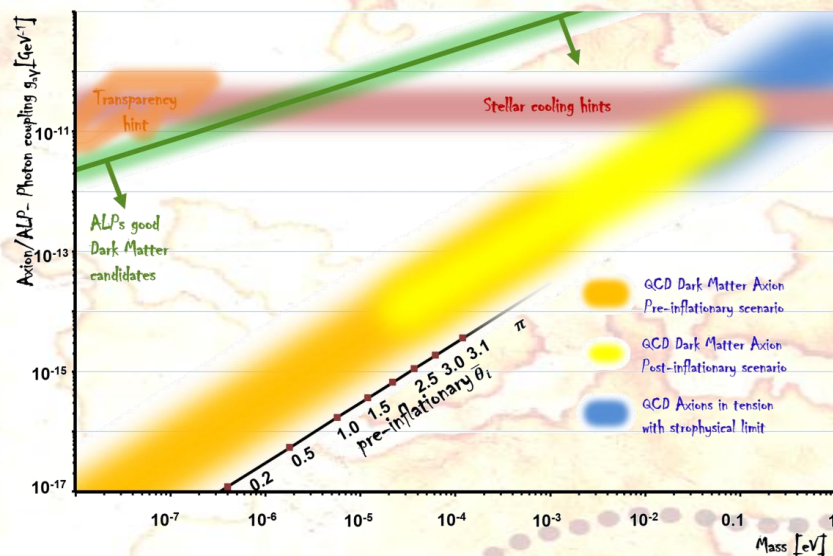 Axion/ALP- Photon coupling gaγ[GeV-1]
10-11
10-13
10-15
10-17
Transparency
hint
Stellar cooling hints
ALPs good
Dark Matter
candidates
QCD Dark Matter Axion
Pre-inflationary scenario
QCD Dark Matter Axion
Post-inflationary scenario
QCD Axions in tension
with strophysical limit
0.2
0.5
1.0
1.5
2.5
3.0
3.1
π
pre-inflationary θ̄i
10-7
10-6
10-5
10-4
10-3
10-2
0.1
1
Mass [eV]